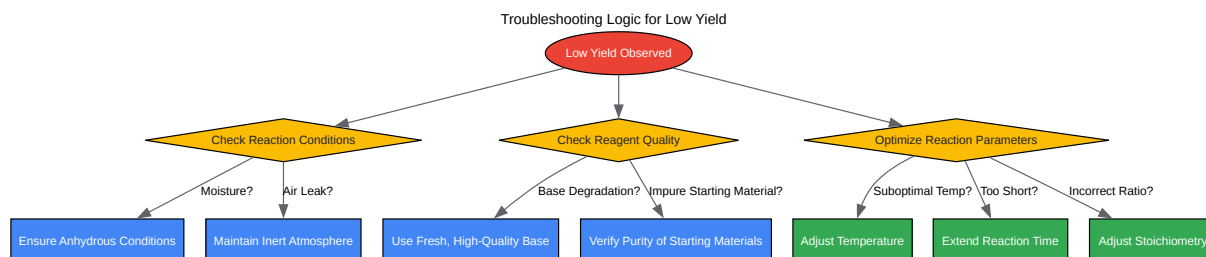 Troubleshooting Logic for Low Yield
Low Yield Observed
Check Reaction Conditions
Check Reagent Quality
Optimize Reaction Parameters
Moisture?
Air Leak?
Base Degradation?
Impure Starting Material?
Suboptimal Temp?
Too Short?
Incorrect Ratio?
Ensure Anhydrous Conditions
Maintain Inert Atmosphere
Use Fresh, High-Quality Base
Verify Purity of Starting Materials
Adjust Temperature
Extend Reaction Time
Adjust Stoichiometry